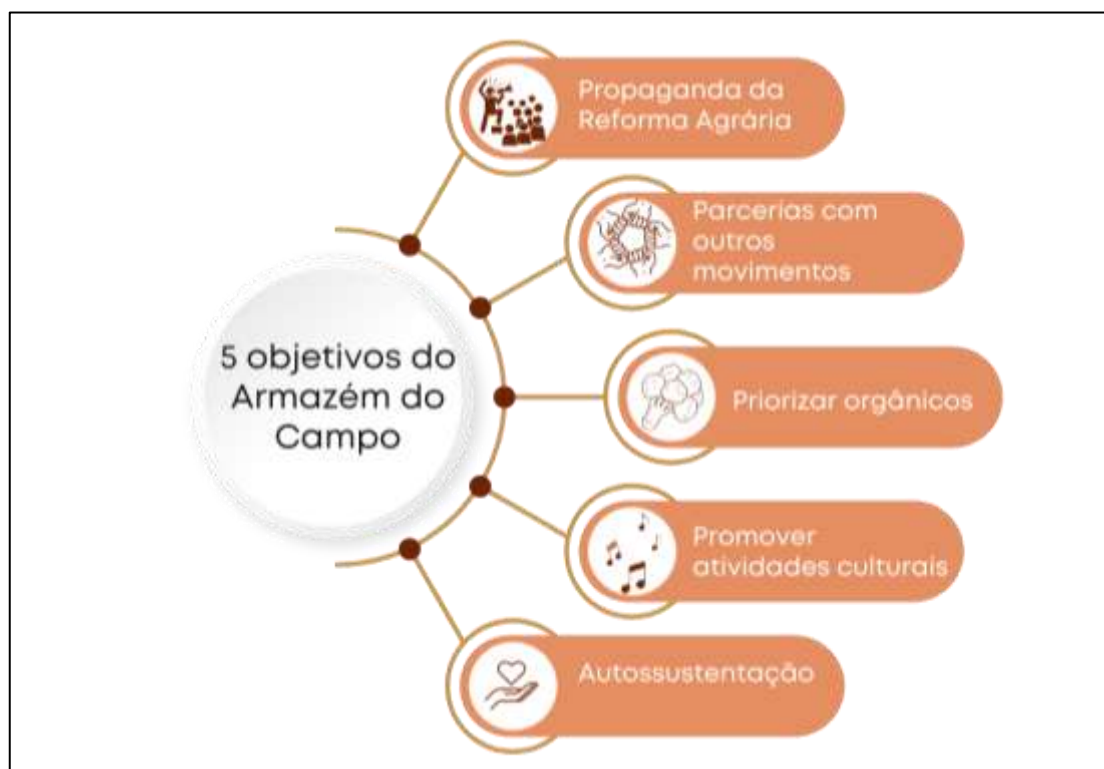 5 objetivos do
Armazém do
Campo
Propaganda da
Reforma Agrária
Parcerias com
outros
movimentos
Priorizar orgânicos
Promover
atividades culturais
Autossustentação